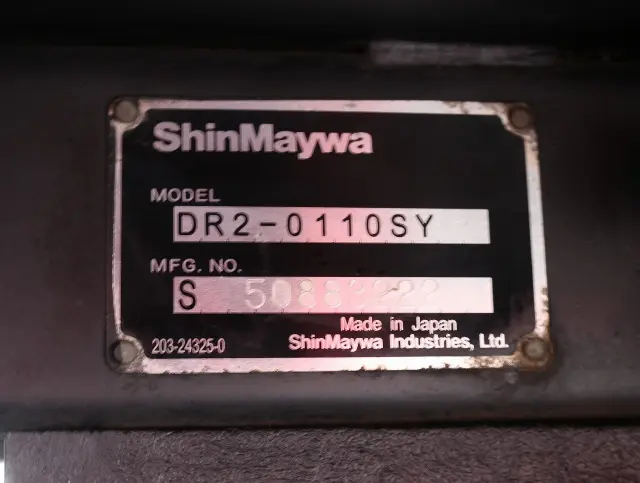 ShinMaywa
MODEL
DR2-0110SY
MFG. NO.
S
Made in Japan
203-24325-0 ShinMaywa Industries, Ltd.